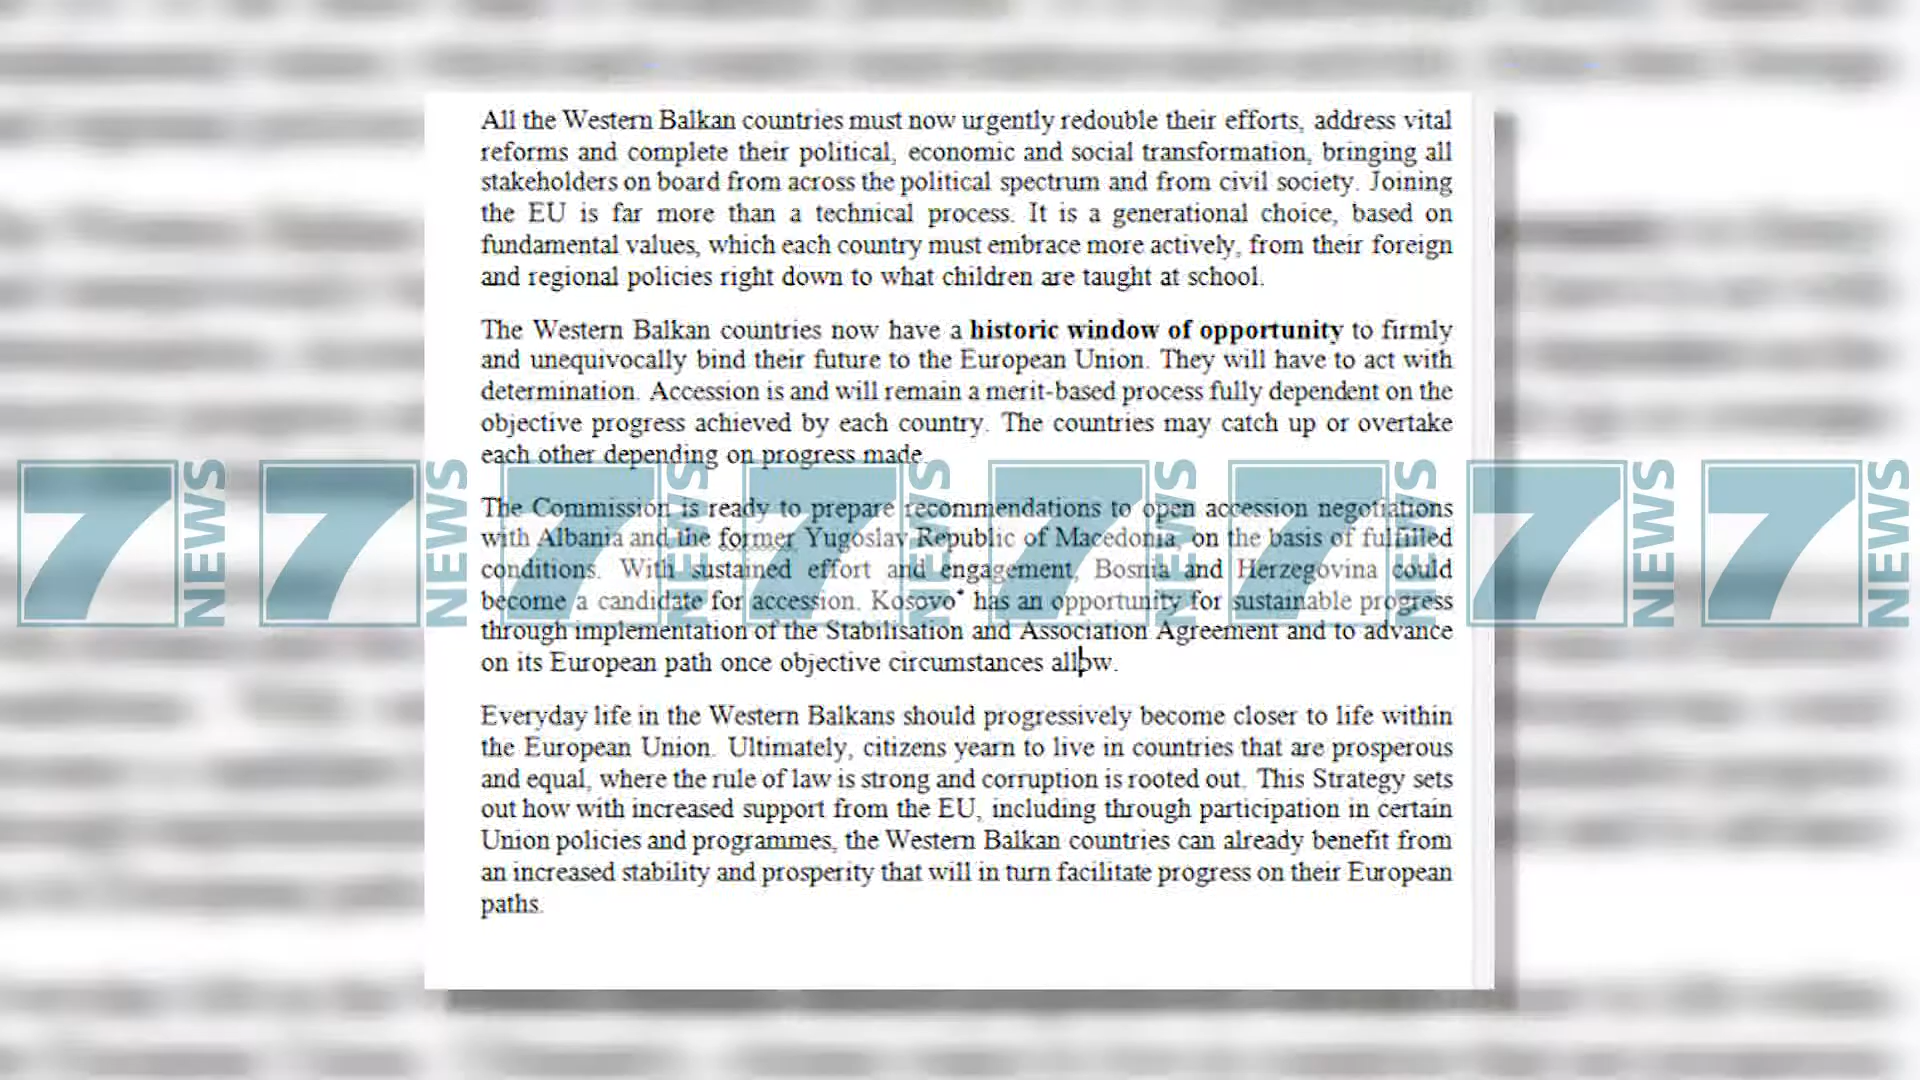 All the Western Balkan countries must now urgently redouble their efforts, address vital
reforms and complete their political, economic and social transformation, bringing all
stakeholders on board from across the political spectrum and from civil society. Joining
the EU is far more than a technical process. It is a generational choice, based on
fundamental values, which each country must embrace more actively, from their foreign
and regional policies right down to what children are taught at school.
The Western Balkan countries now have a historic window of opportunity to firmly
and unequivocally bind their future to the European Union. They will have to act with
determination. Accession is and will remain a merit-based process fully dependent on the
objective progress achieved by each country. The countries may catch up or overtake
each other depending on progress made.
The Commission is ready to prepare recommendations to open accession negotiations
with Albania and the former Yugoslav Republic of Macedonia, on the basis of fulfilled
conditions. With sustained effort and engagement, Bosnia and Herzegovina could
become a candidate for accession. Kosovo* has an opportunity for sustainable progress
through implementation of the Stabilisation and Association Agreement and to advance
on its European path once objective circumstances allow.
Everyday life in the Western Balkans should progressively become closer to life within
the European Union. Ultimately, citizens yearn to live in countries that are prosperous
and equal, where the rule of law is strong and corruption is rooted out. This Strategy sets
out how with increased support from the EU, including through participation in certain
Union policies and programmes, the Western Balkan countries can already benefit from
an increased stability and prosperity that will in turn facilitate progress on their European
paths.
7 NEWS 7 NEWS 7 NEWS 7 NEWS 7 NEWS 7 NEWS 7 NEWS 7 NEWS